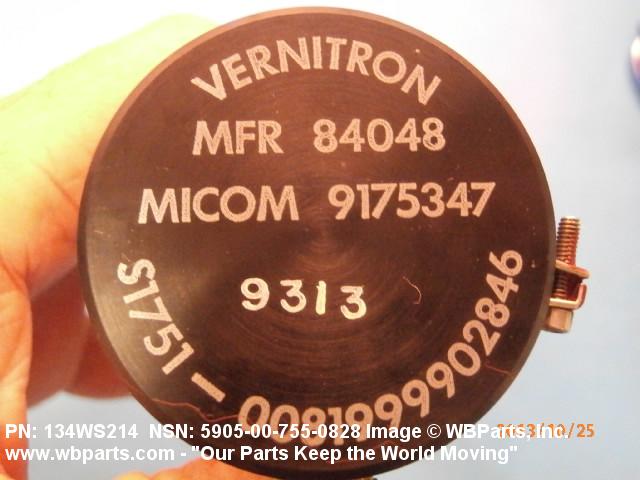 VERNITRON
MFR 84048
MICOM 9175347
9313
S1751-0081999902846
PN: 134WS214 NSN: 5905-00-755-0828 Image © WBParts, Inc.
www.wbparts.com - "Our Parts Keep the World Moving"